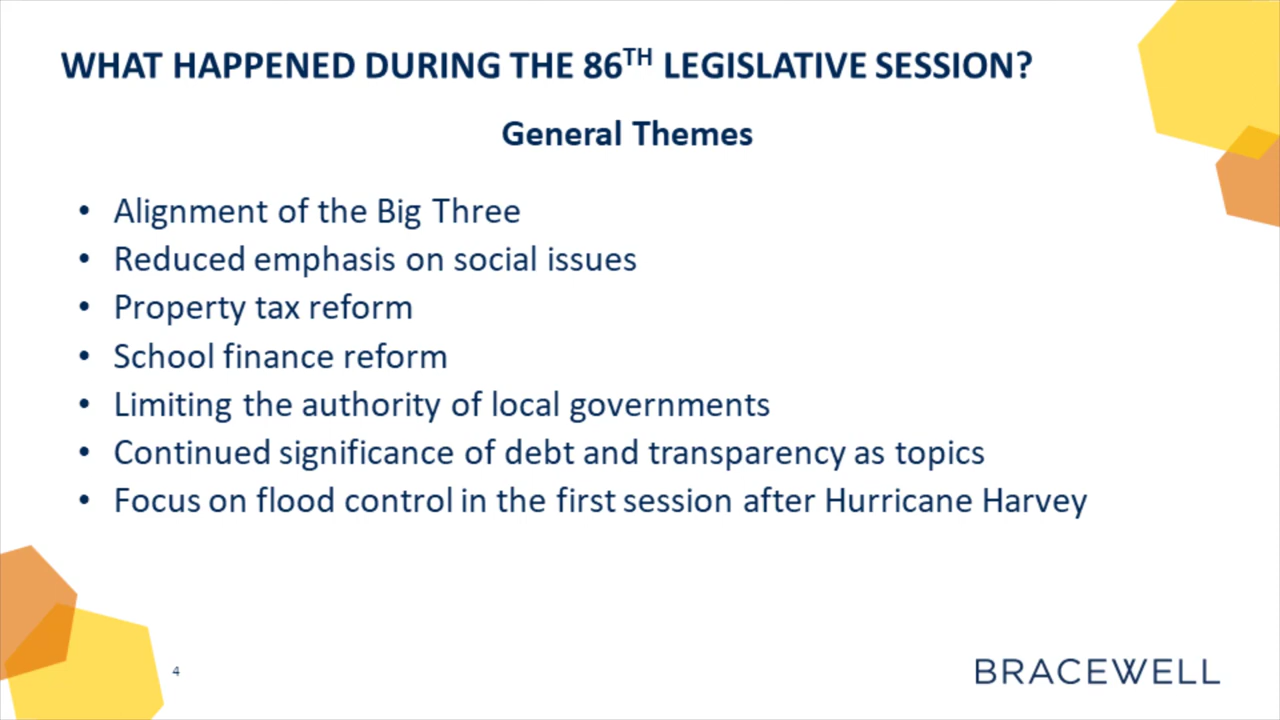 WHAT HAPPENED DURING THE 86TH LEGISLATIVE SESSION?
General Themes
• Alignment of the Big Three
• Reduced emphasis on social issues
• Property tax reform
• School finance reform
• Limiting the authority of local governments
• Continued significance of debt and transparency as topics
• Focus on flood control in the first session after Hurricane Harvey
4
BRACEWELL